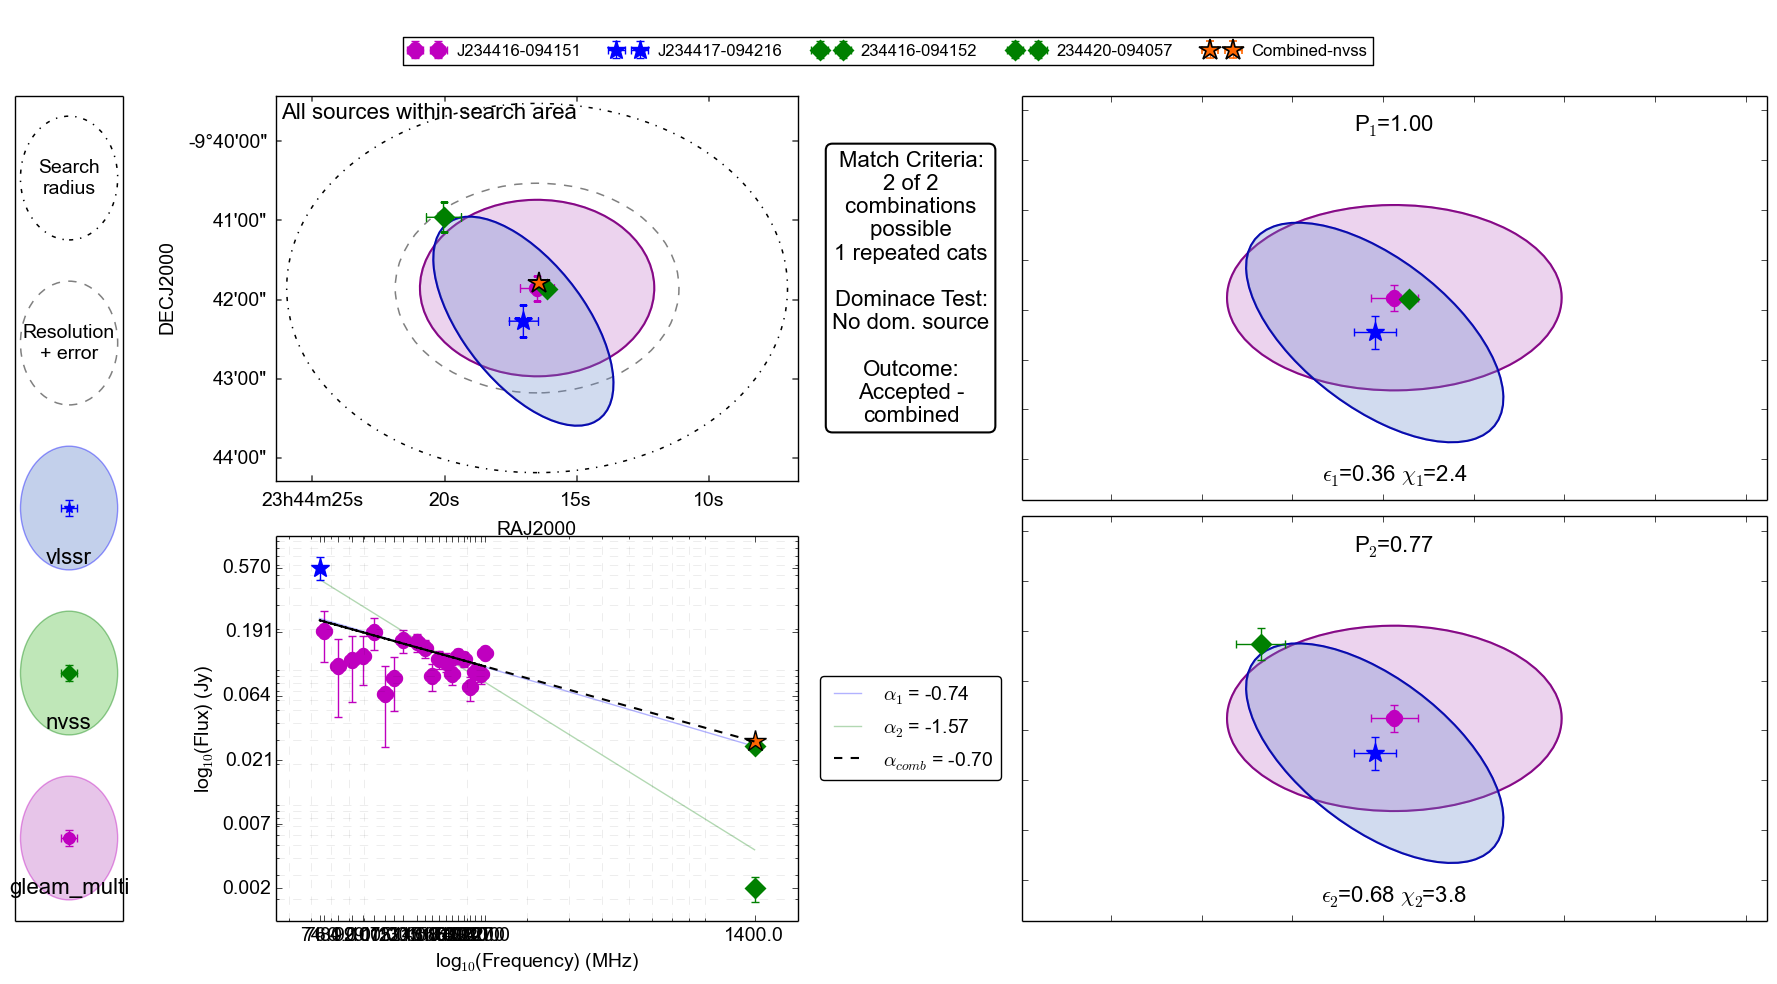 J234416-094151
J234417-094216
234416-094152
234420-094057
Combined-nvss
Search
radius
Resolution
+ error
vlssr
nvss
gleam_multi
All sources within search area
-9°40'00"
41'00"
42'00"
43'00"
44'00"
DECJ2000
23h44m25s
20s
15s
10s
RAJ2000
Match Criteria:
2 of 2
combinations
possible
1 repeated cats
Dominace Test:
No dom. source
Outcome:
Accepted -
combined
P1=1.00
ϵ1=0.36 χ1=2.4
0.570
0.191
0.064
0.021
0.007
0.002
log10(Flux) (Jy)
1400.0
log10(Frequency) (MHz)
α1 = -0.74
α2 = -1.57
αcomb = -0.70
P2=0.77
ϵ2=0.68 χ2=3.8